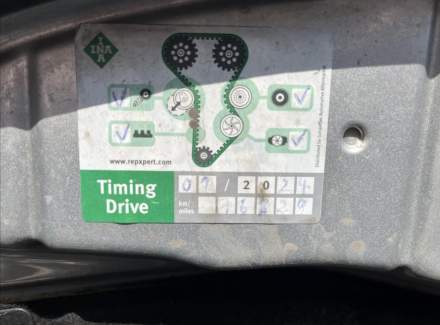 INA
www.repxpert.com
Timing
Drive
01/2024
km/
miles